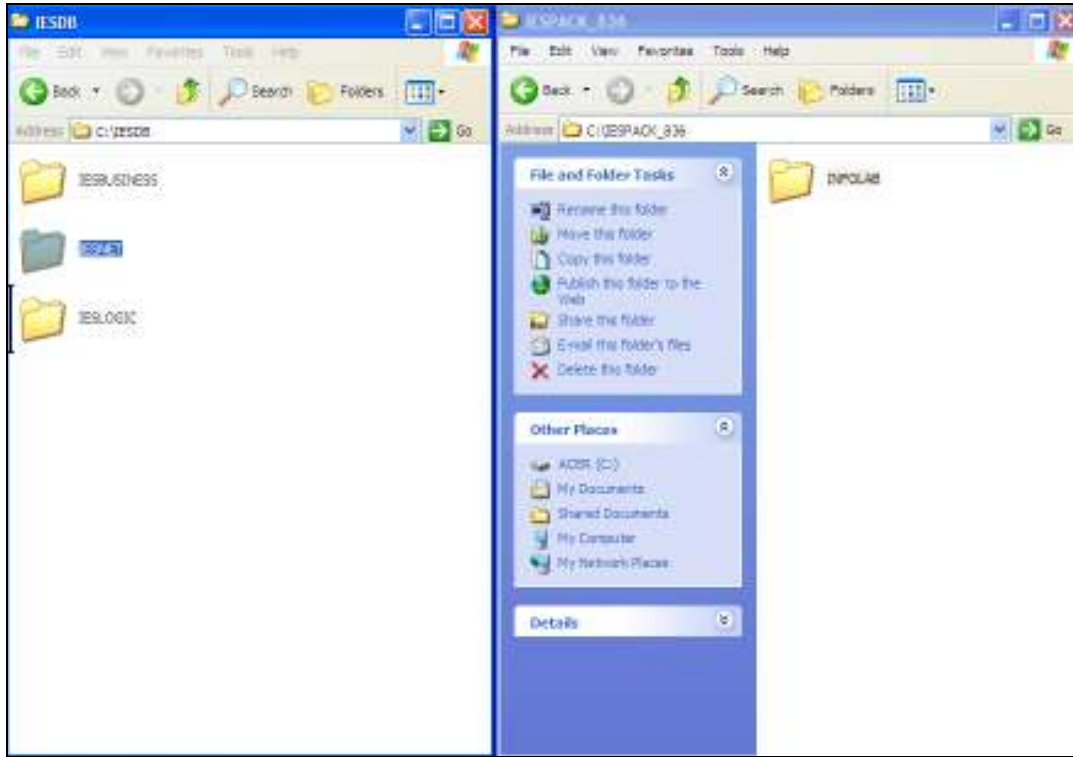 IESDB
File Edit View Favorites Tools Help
Back Search Folders
Address C:\IESDB Go
IESBUSINESS
IESNET
IESLOGIC
IESPACK_836
File Edit View Favorites Tools Help
Back Search Folders
Address C:\IESPACK_836 Go
File and Folder Tasks
Rename this folder
Move this folder
Copy this folder
Publish this folder to the
Web
Share this folder
E-mail this folder's files
Delete this folder
Other Places
ACER (C:)
My Documents
Shared Documents
My Computer
My Network Places
Details
INFOLAB